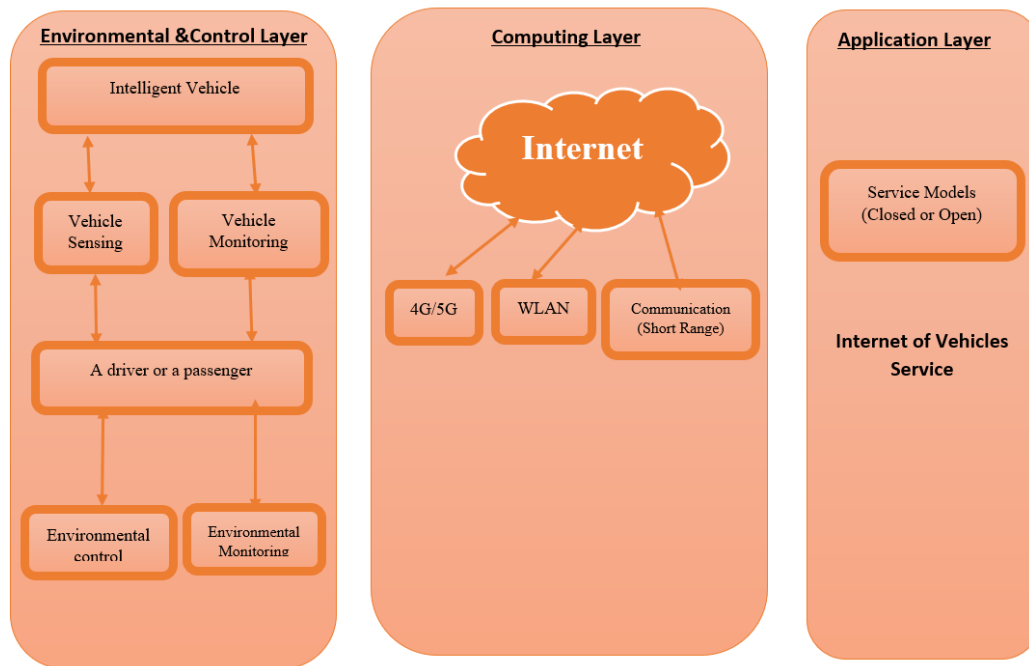 Environmental &Control Layer
Intelligent Vehicle
Vehicle
Sensing
Vehicle
Monitoring
A driver or a passenger
Environmental
control
Environmental
Monitoring
Computing Layer
Internet
4G/5G
WLAN
Communication
(Short Range)
Application Layer
Service Models
(Closed or Open)
Internet of Vehicles
Service